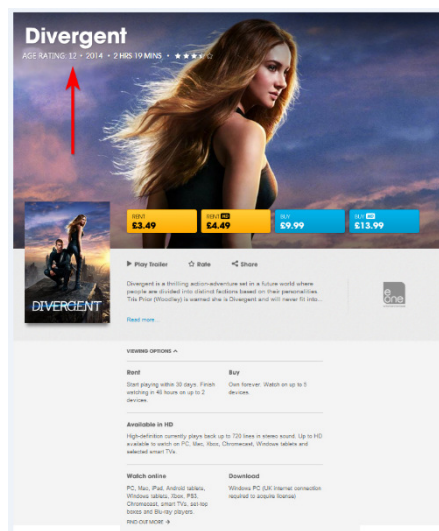 Divergent
AGE RATING: 12 • 2014 • 2 HRS 19 MINS •
RENT
£3.49
RENT HD
£4.49
BUY
£9.99
BUY HD
£13.99
DIVERGENT
Play Trailer
Rate
Share
Divergent is a thrilling action-adventure set in a future world where
people are divided into distinct factions based on their personalities.
Tris Prior (Woodley) is warned she is Divergent and will never fit into...
Read more
e one
VIEWING OPTIONS
Rent
Start playing within 30 days. Finish
watching in 48 hours on up to 2
devices.
Buy
Own forever. Watch on up to 5
devices.
Available in HD
High-definition currently plays back up to 720 lines in stereo sound. Up to HD
available to watch on PC, Mac, Xbox, Chromecast, Windows tablets and
selected smart TVs.
Watch online
PC, Mac, iPad, Android tablets,
Windows tablets, Xbox, PS3,
Chromecast, smart TVs, set-top
boxes and Blu-ray players.
FIND OUT MORE
Download
Windows PC (UK Internet connection
required to acquire license)